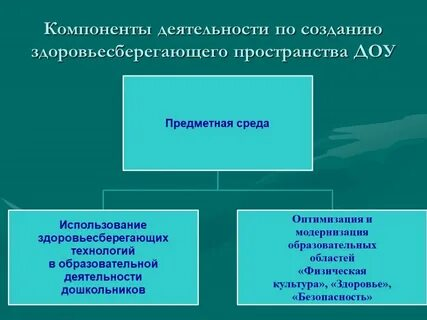 Компоненты деятельности по созданию
здоровьесберегающего пространства ДОУ
Предметная среда
Использование
здоровьесберегающих
технологий
в образовательной
деятельности
дошкольников
Оптимизация и
модернизация
образовательных
областей
«Физическая
культура», «Здоровье»,
«Безопасность»